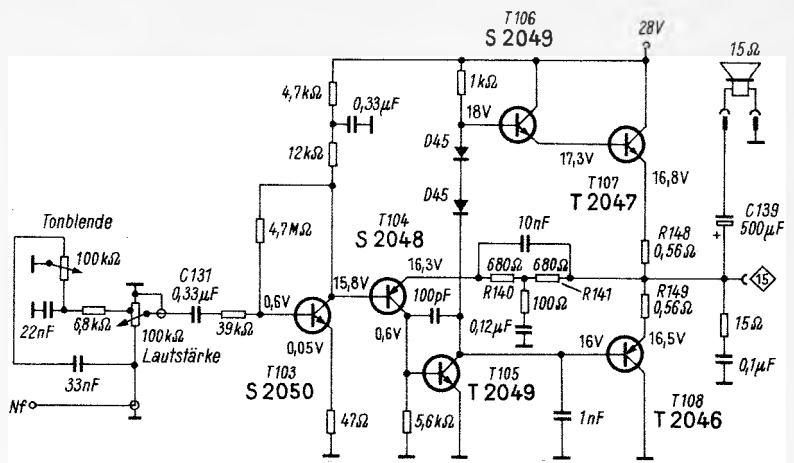 T106
S 2049
28V
15Ω
4,7kΩ
0,33μF
1kΩ
18V
D45
12kΩ
17,3V
16,8V
T107
T 2047
D45
C139
500μF
+
Tonblende
100kΩ
4,7MΩ
T104
S 2048
10nF
R148
0,56Ω
C131
0,33μF
15,8V
16,3V
680Ω
680Ω
R140
R141
15
22nF
6,8kΩ
100kΩ
Lautstärke
39kΩ
0,6V
100pF
100Ω
0,12μF
R149
0,56Ω
0,6V
16V
16,5V
15Ω
0,05V
33nF
T103
S 2050
T105
T 2049
T108
T 2046
0,1μF
Nf
47Ω
5,6kΩ
1nF